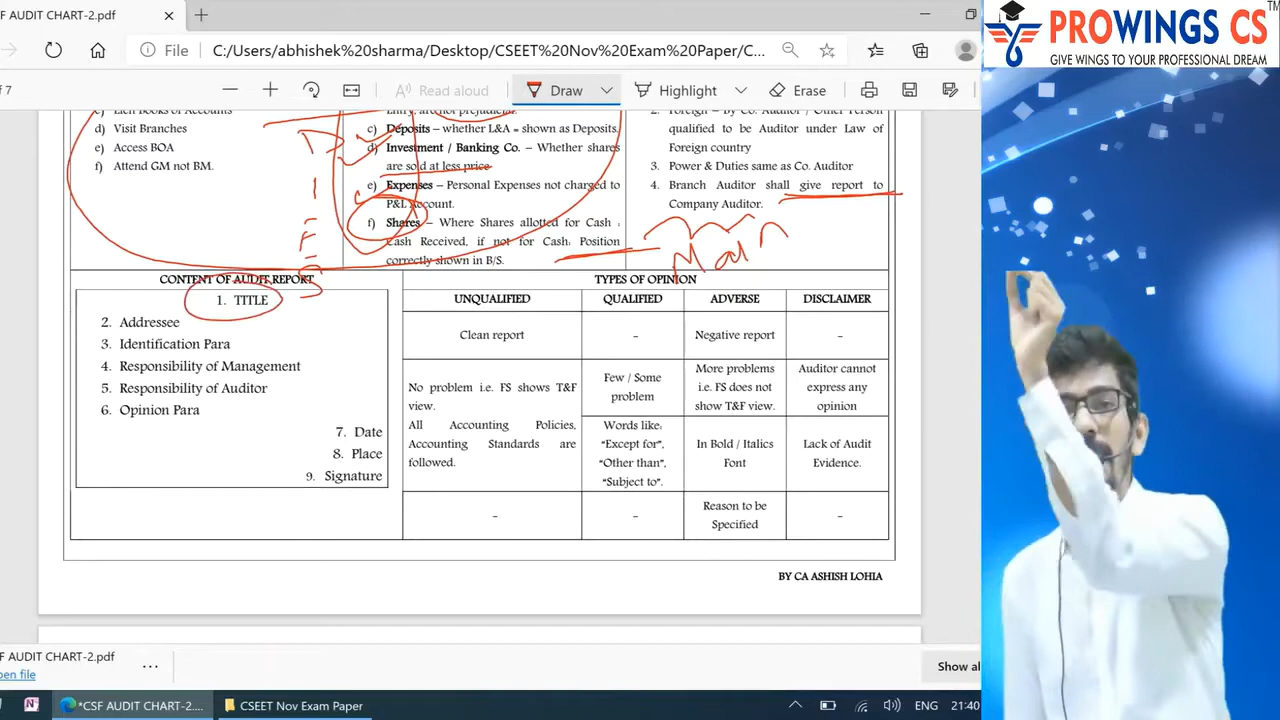 F AUDIT CHART-2.pdf
File
C:/Users/abhishek%20sharma/Desktop/CSEET%20Nov%20Exam%20Paper/C...
f 7
Read aloud
Draw
Highlight
Erase
PROWINGS CS
TM
GIVE WINGS TO YOUR PROFESSIONAL DREAM
d) Visit Branches
e) Access BOA
f) Attend GM not BM.
c) Deposits – whether L&A = shown as Deposits.
d) Investment / Banking Co. – Whether shares
are sold at less price
e) Expenses – Personal Expenses not charged to
P&L Account.
f) Shares – Where Shares allotted for Cash :
Cash Received, if not for Cash: Position
correctly shown in B/S.
qualified to be Auditor under Law of
Foreign country
3. Power & Duties same as Co. Auditor
4. Branch Auditor shall give report to
Company Auditor.
D
I
F
F
S
Main
CONTENT OF AUDIT REPORT
1. TITLE
2. Addressee
3. Identification Para
4. Responsibility of Management
5. Responsibility of Auditor
6. Opinion Para
7. Date
8. Place
9. Signature
TYPES OF OPINION
UNQUALIFIED
QUALIFIED
ADVERSE
DISCLAIMER
Clean report
–
Negative report
–
No problem i.e. FS shows T&F
view.
All Accounting Policies,
Accounting Standards are
followed.
Few / Some
problem
More problems
i.e. FS does not
show T&F view.
Auditor cannot
express any
opinion
Words like:
“Except for”,
“Other than”,
“Subject to”.
In Bold / Italics
Font
Lack of Audit
Evidence.
–
–
Reason to be
Specified
–
BY CA ASHISH LOHIA
F AUDIT CHART-2.pdf
pen file
Show al
*CSF AUDIT CHART-2....
CSEET Nov Exam Paper
ENG
21:40